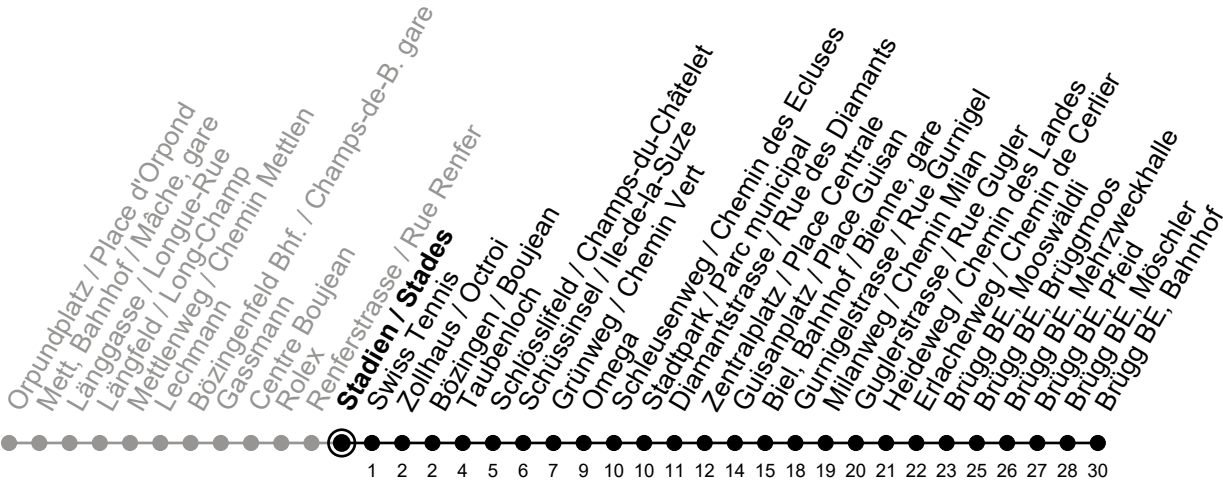 Orpundplatz / Place d'Orpond
Mett, Bahnhof / Mâche, gare
Länggasse / Longue-Rue
Längfeld / Long-Champ
Mettlenweg / Chemin Mettlen
Lechmann
Bözingenfeld Bhf. / Champs-de-B. gare
Gassmann
Centre Boujean
Rolex
Renferstrasse / Rue Renfer
Stadien / Stades
Swiss Tennis
Zollhaus / Octroi
Bözingen / Boujean
Taubenloch
Schlösslifeld / Champs-du-Châtelet
Schüssinsel / Ile-de-la-Suze
Grünweg / Chemin Vert
Omega
Schleusenweg / Chemin des Ecluses
Stadtpark / Parc municipal
Diamantstrasse / Rue des Diamants
Zentralplatz / Place Centrale
Guisanplatz / Place Guisan
Biel, Bahnhof / Bienne, gare
Gurnigelstrasse / Rue Gurnigel
Milanweg / Chemin Milan
Guglerstrasse / Rue Gugler
Heideweg / Chemin des Landes
Erlacherweg / Chemin de Cerlier
Brügg BE, Mooswäldli
Brügg BE, Brüggmoos
Brügg BE, Mehrzweckhalle
Brügg BE, Pfeid
Brügg BE, Möschler
Brügg BE, Bahnhof
1 2 2 4 5 6 7 9 10 10 11 12 14 15 18 19 20 21 22 23 25 26 27 28 30